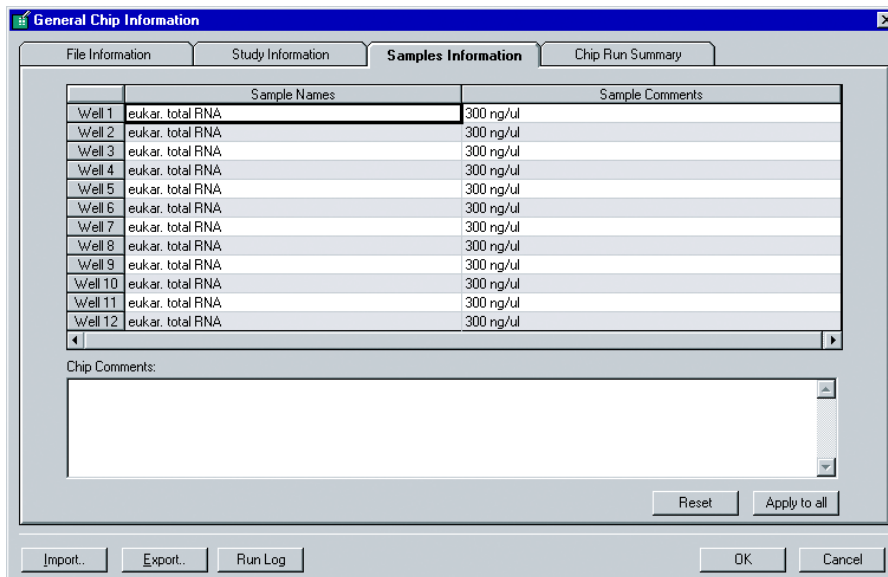 General Chip Information
File Information Study Information Samples Information Chip Run Summary
Sample Names Sample Comments
Well 1 eukar. total RNA 300 ng/ul
Well 2 eukar. total RNA 300 ng/ul
Well 3 eukar. total RNA 300 ng/ul
Well 4 eukar. total RNA 300 ng/ul
Well 5 eukar. total RNA 300 ng/ul
Well 6 eukar. total RNA 300 ng/ul
Well 7 eukar. total RNA 300 ng/ul
Well 8 eukar. total RNA 300 ng/ul
Well 9 eukar. total RNA 300 ng/ul
Well 10 eukar. total RNA 300 ng/ul
Well 11 eukar. total RNA 300 ng/ul
Well 12 eukar. total RNA 300 ng/ul
Chip Comments:
Reset Apply to all
Import.. Export.. Run Log OK Cancel